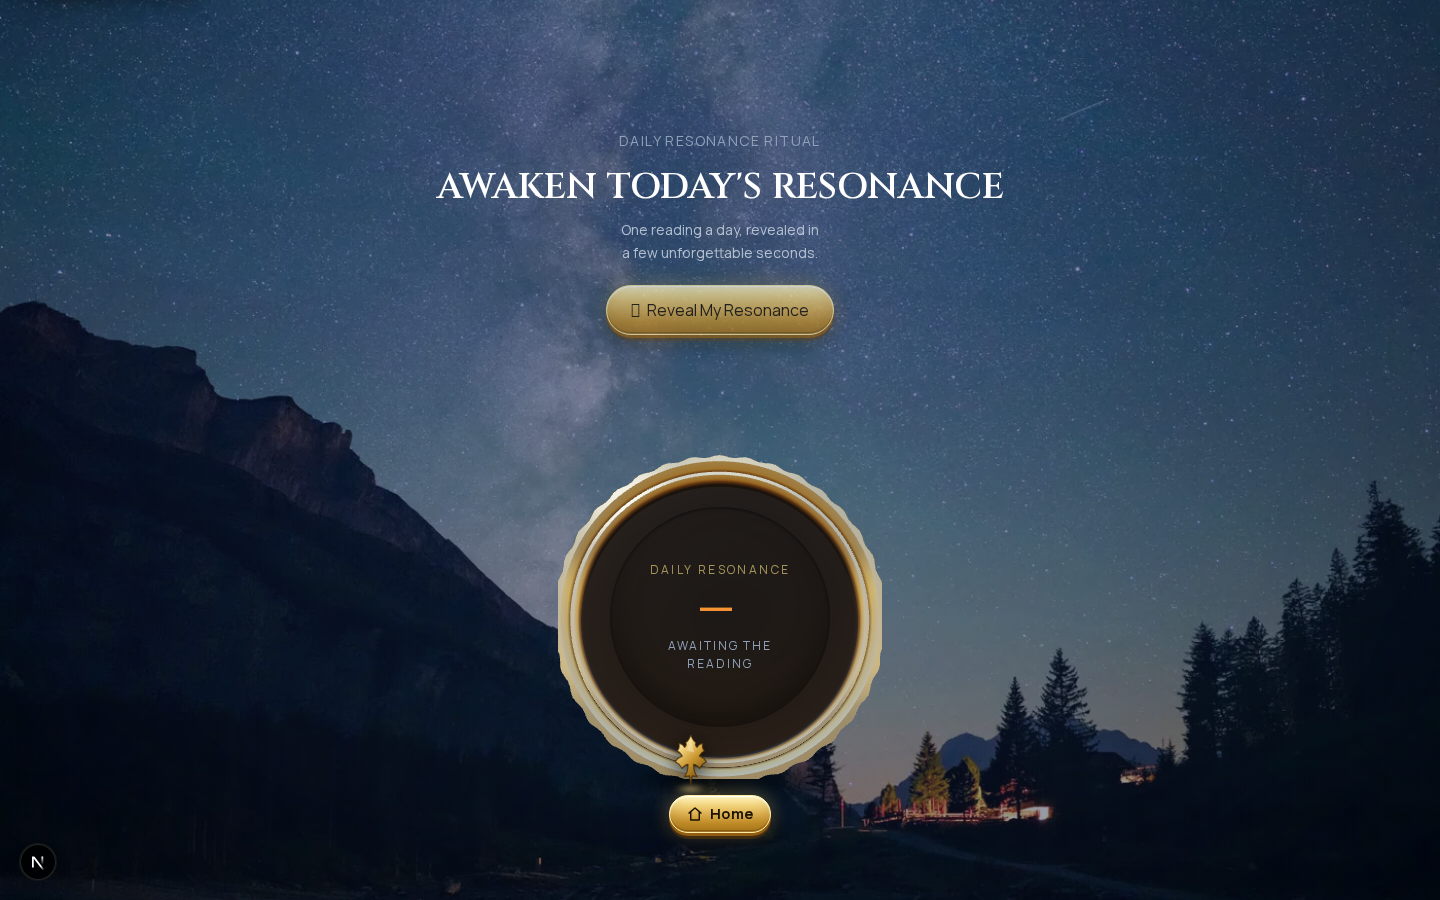 DAILY RESONANCE RITUAL
AWAKEN TODAY'S RESONANCE
One reading a day, revealed in
a few unforgettable seconds.
Reveal My Resonance
DAILY RESONANCE
AWAITING THE
READING
Home
N